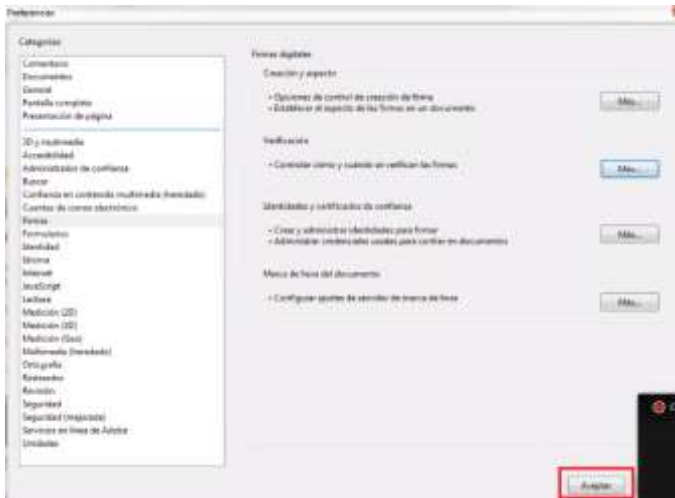 Preferencias
Categorías:
Comentario
Documentos
General
Pantalla completa
Presentación de página
3D y multimedia
Accesibilidad
Administrador de confianza
Buscar
Confianza en contenido multimedia (heredado)
Cuentas de correo electrónico
Firmas
Formularios
Identidad
Idioma
Internet
JavaScript
Lectura
Medición (2D)
Medición (3D)
Medición (Geo)
Multimedia (heredado)
Ortografía
Rastreador
Revisión
Seguridad
Seguridad (mejorada)
Servicios en línea de Adobe
Unidades
Firmas digitales
Creación y aspecto
• Opciones de control de creación de firma
• Establecer el aspecto de las firmas en un documento
Más...
Verificación
• Controlar cómo y cuándo se verifican las firmas
Más...
Identidades y certificados de confianza
• Crear y administrar identidades para firmar
• Administrar credenciales usadas para confiar en documentos
Más...
Marca de hora del documento
• Configurar ajustes de servidor de marca de hora
Más...
Aceptar